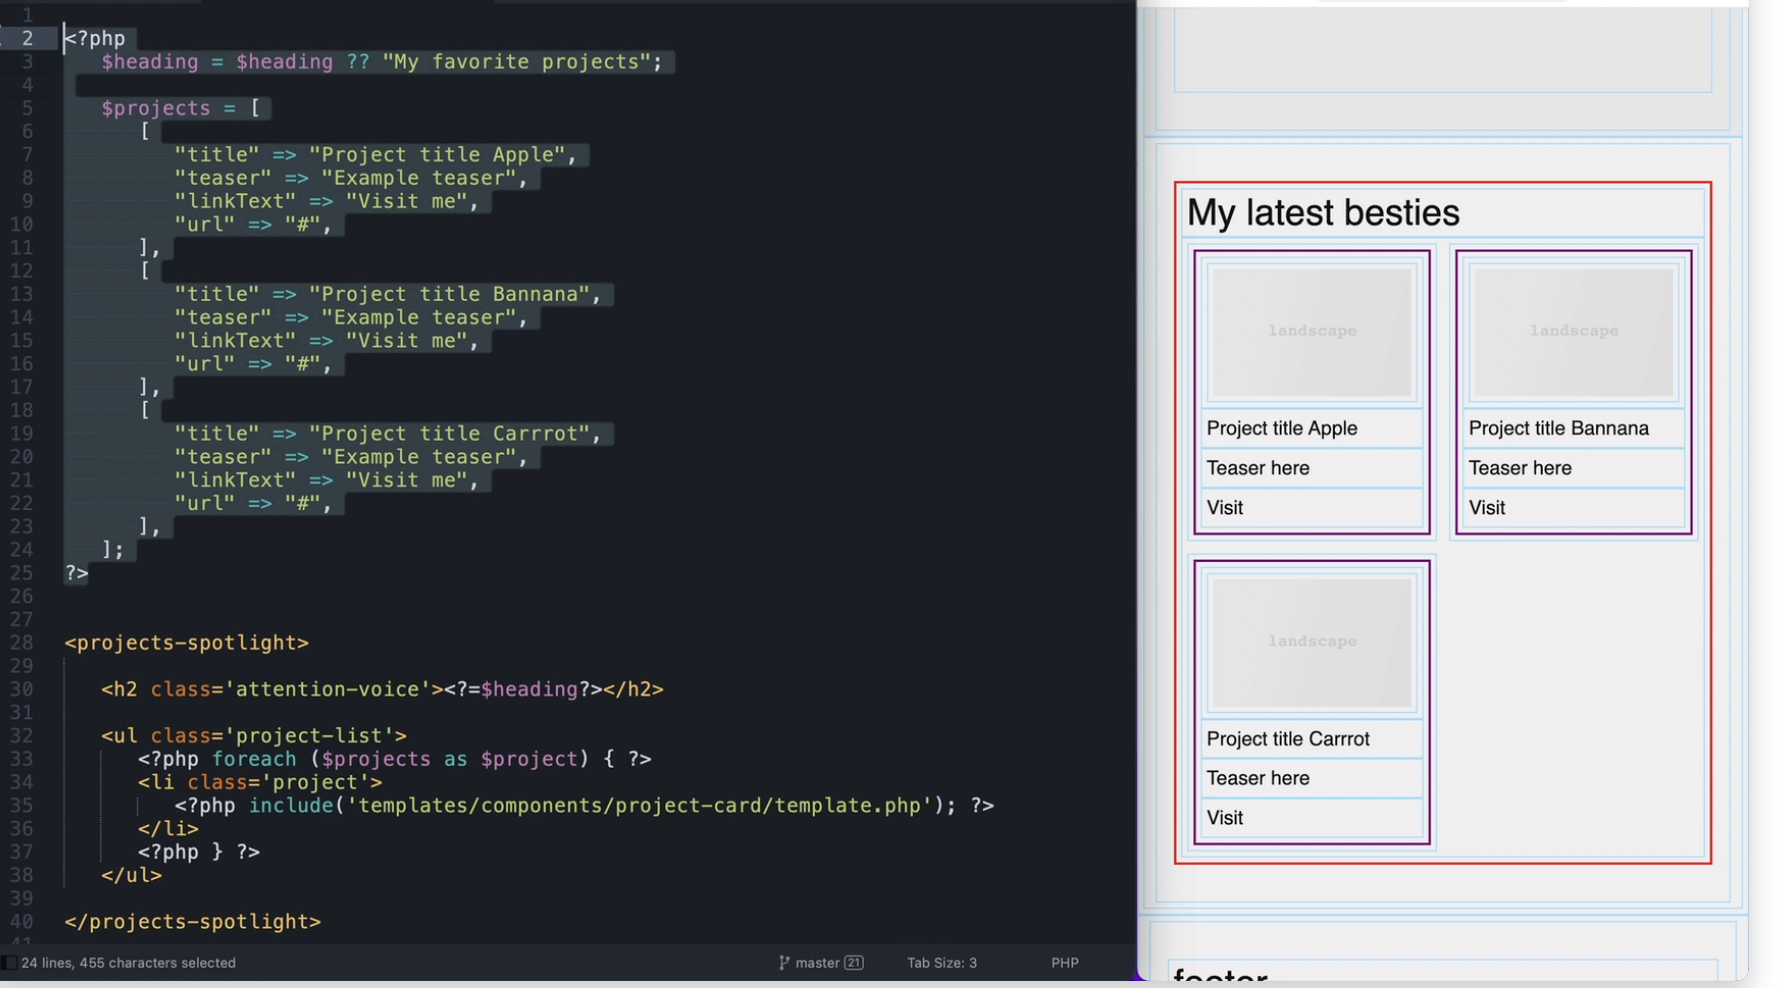 1
2 <?php
3 $heading = $heading ?? "My favorite projects";
4
5 $projects = [
6 [
7 "title" => "Project title Apple",
8 "teaser" => "Example teaser",
9 "linkText" => "Visit me",
10 "url" => "#",
11 ],
12 [
13 "title" => "Project title Bannana",
14 "teaser" => "Example teaser",
15 "linkText" => "Visit me",
16 "url" => "#",
17 ],
18 [
19 "title" => "Project title Carrrot",
20 "teaser" => "Example teaser",
21 "linkText" => "Visit me",
22 "url" => "#",
23 ],
24 ];
25 ?>
26
27
28 <projects-spotlight>
29
30 <h2 class='attention-voice'><?=$heading?></h2>
31
32 <ul class='project-list'>
33 <?php foreach ($projects as $project) { ?>
34 <li class='project'>
35 <?php include('templates/components/project-card/template.php'); ?>
36 </li>
37 <?php } ?>
38 </ul>
39
40 </projects-spotlight>
41
24 lines, 455 characters selected
master 21
Tab Size: 3
PHP
My latest besties
landscape
Project title Apple
Teaser here
Visit
landscape
Project title Bannana
Teaser here
Visit
landscape
Project title Carrrot
Teaser here
Visit
footer